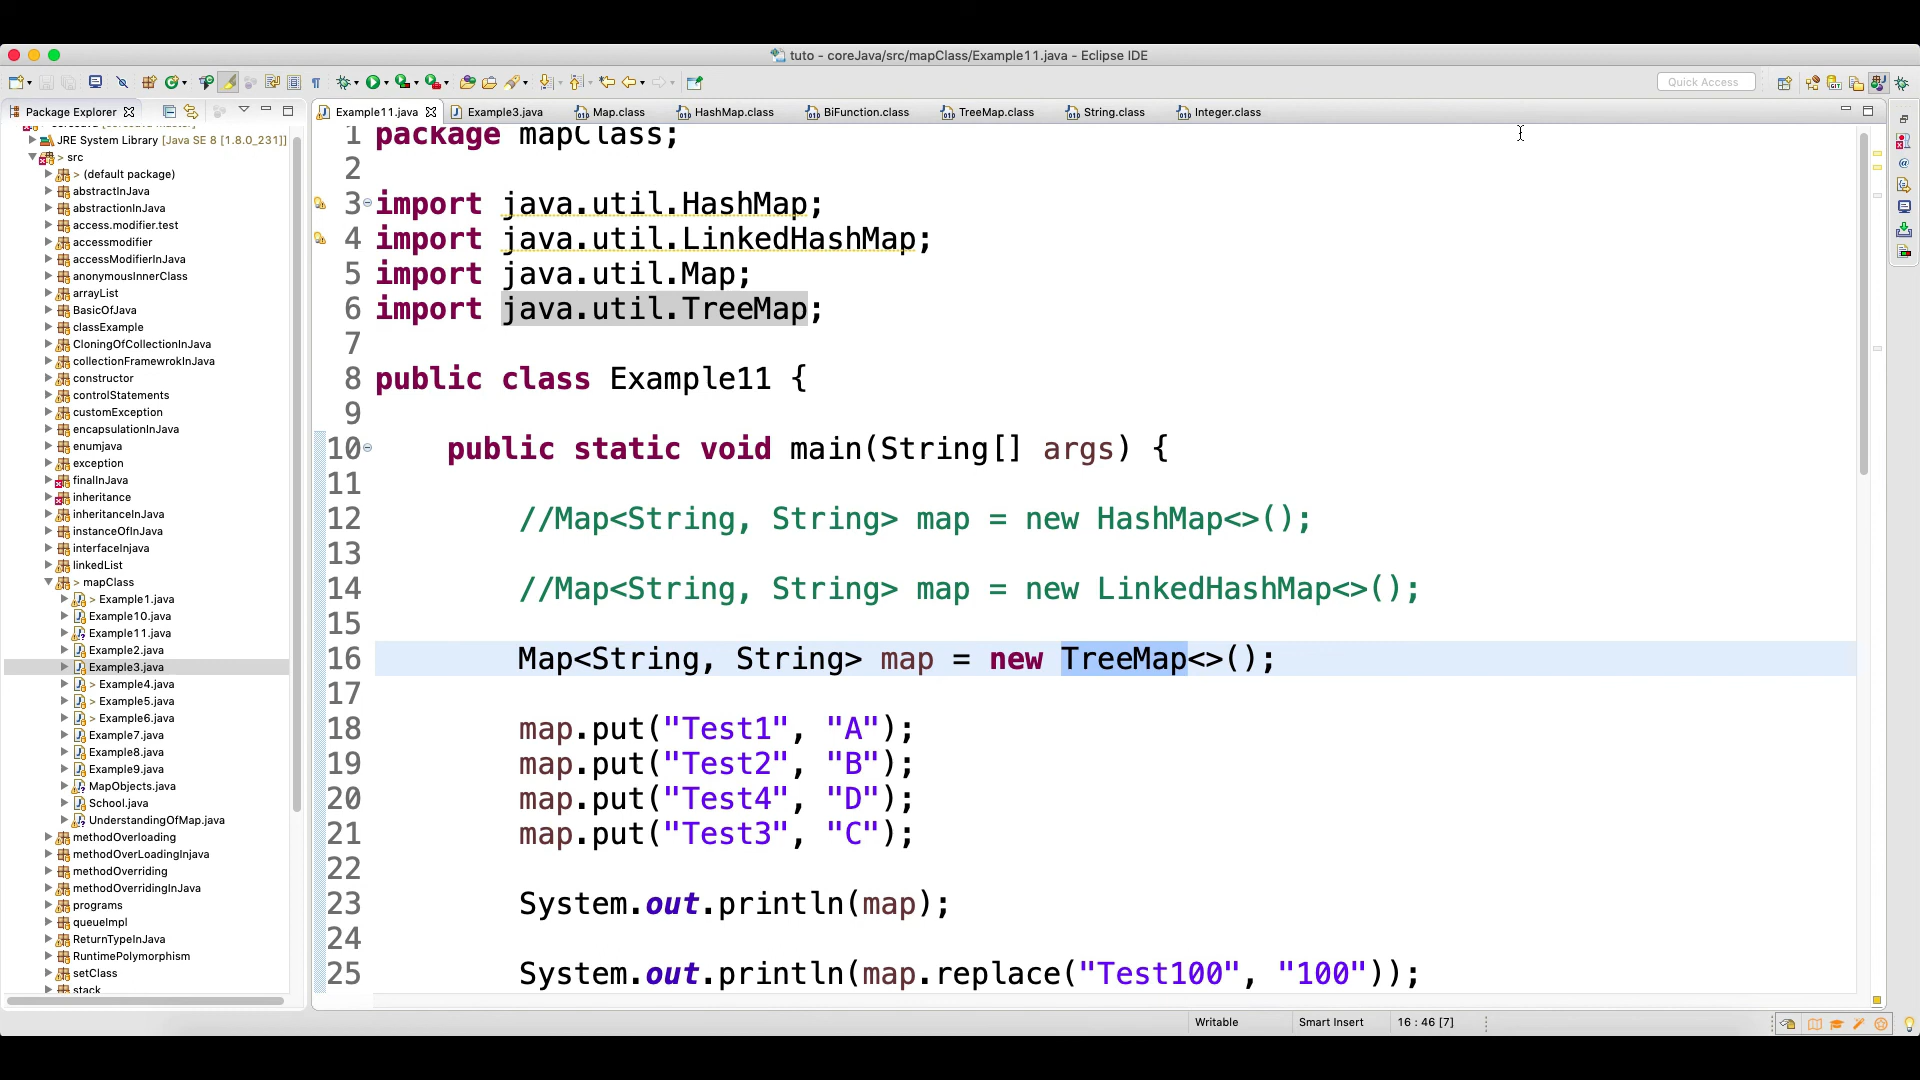 tuto - coreJava/src/mapClass/Example11.java - Eclipse IDE
Quick Access
Package Explorer
Example11.java
Example3.java
Map.class
HashMap.class
BiFunction.class
TreeMap.class
String.class
Integer.class
JRE System Library [Java SE 8 [1.8.0_231]]
> src
> (default package)
abstractInJava
abstractionInJava
access.modifier.test
accessmodifier
accessModifierInJava
anonymousInnerClass
arrayList
BasicOfJava
classExample
CloningOfCollectionInJava
collectionFramewrokInJava
constructor
controlStatements
customException
encapsulationInJava
enumjava
exception
finalInJava
inheritance
inheritanceInJava
instanceOfInJava
interfaceInjava
linkedList
> mapClass
> Example1.java
Example10.java
Example11.java
Example2.java
Example3.java
> Example4.java
> Example5.java
> Example6.java
Example7.java
Example8.java
Example9.java
MapObjects.java
School.java
UnderstandingOfMap.java
methodOverloading
methodOverLoadingInjava
methodOverriding
methodOverridingInJava
programs
queueImpl
ReturnTypeInJava
RuntimePolymorphism
setClass
stack
1 package mapClass;
2
3 import java.util.HashMap;
4 import java.util.LinkedHashMap;
5 import java.util.Map;
6 import java.util.TreeMap;
7
8 public class Example11 {
9
10 public static void main(String[] args) {
11
12 //Map<String, String> map = new HashMap<>();
13
14 //Map<String, String> map = new LinkedHashMap<>();
15
16 Map<String, String> map = new TreeMap<>();
17
18 map.put("Test1", "A");
19 map.put("Test2", "B");
20 map.put("Test4", "D");
21 map.put("Test3", "C");
22
23 System.out.println(map);
24
25 System.out.println(map.replace("Test100", "100"));
Writable
Smart Insert
16 : 46 [7]